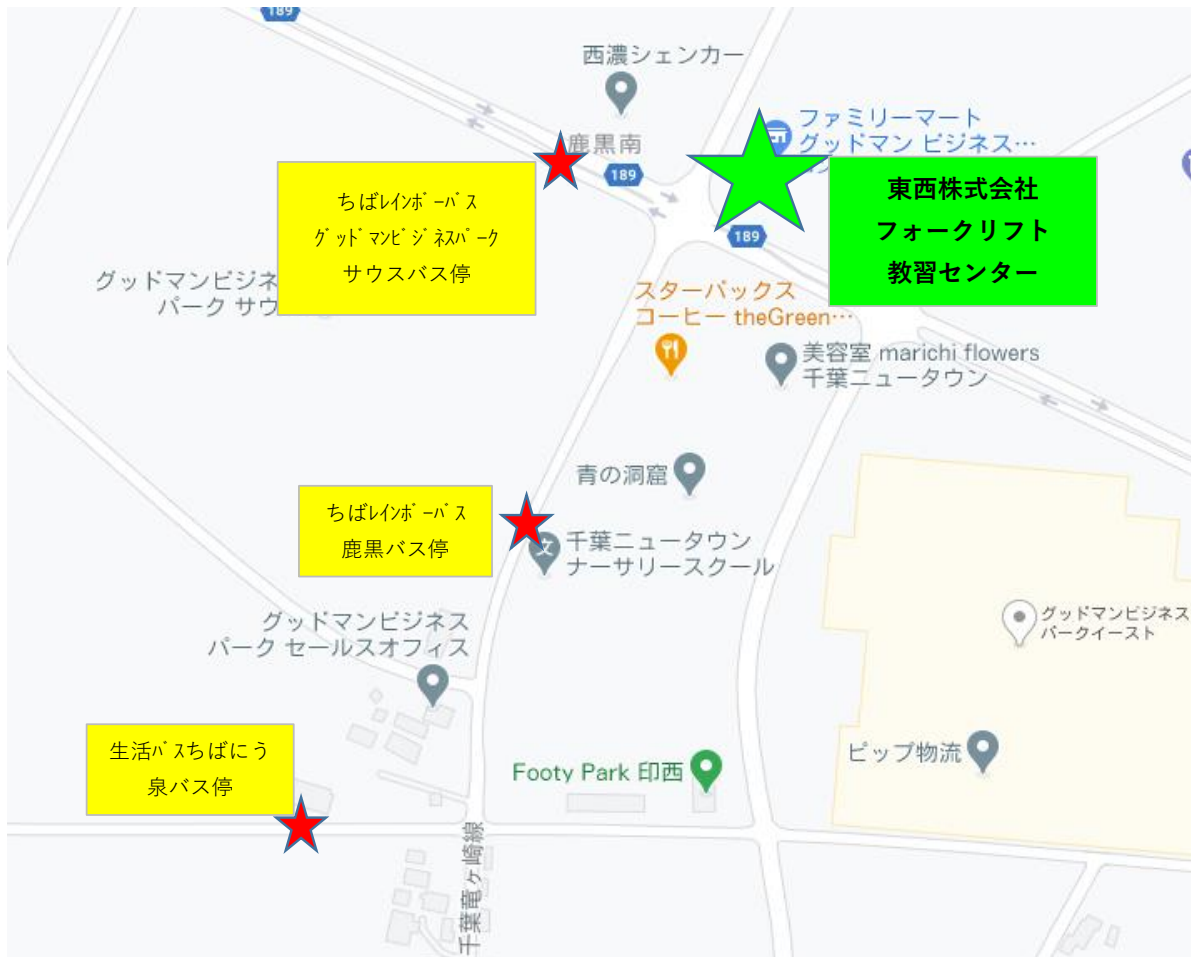 189
西濃シェンカー
ファミリーマート
グッドマン ビジネス…
鹿黒南
189
ちばﾚｲﾝﾎﾞｰﾊﾞｽ
ｸﾞｯﾄﾞﾏﾝﾋﾞｼﾞﾈｽﾊﾟｰｸ
サウスバス停
東西株式会社
フォークリフト
教習センター
189
グッドマンビジネ
パーク サウ
スターバックス
コーヒー theGreen…
美容室 marichi flowers
千葉ニュータウン
青の洞窟
ちばﾚｲﾝﾎﾞｰﾊﾞｽ
鹿黒バス停
文
千葉ニュータウン
ナーサリースクール
グッドマンビジネス
パークイースト
グッドマンビジネス
パーク セールスオフィス
生活ﾊﾞｽちばにう
泉バス停
ピップ物流
Footy Park 印西
千葉竜ヶ崎線